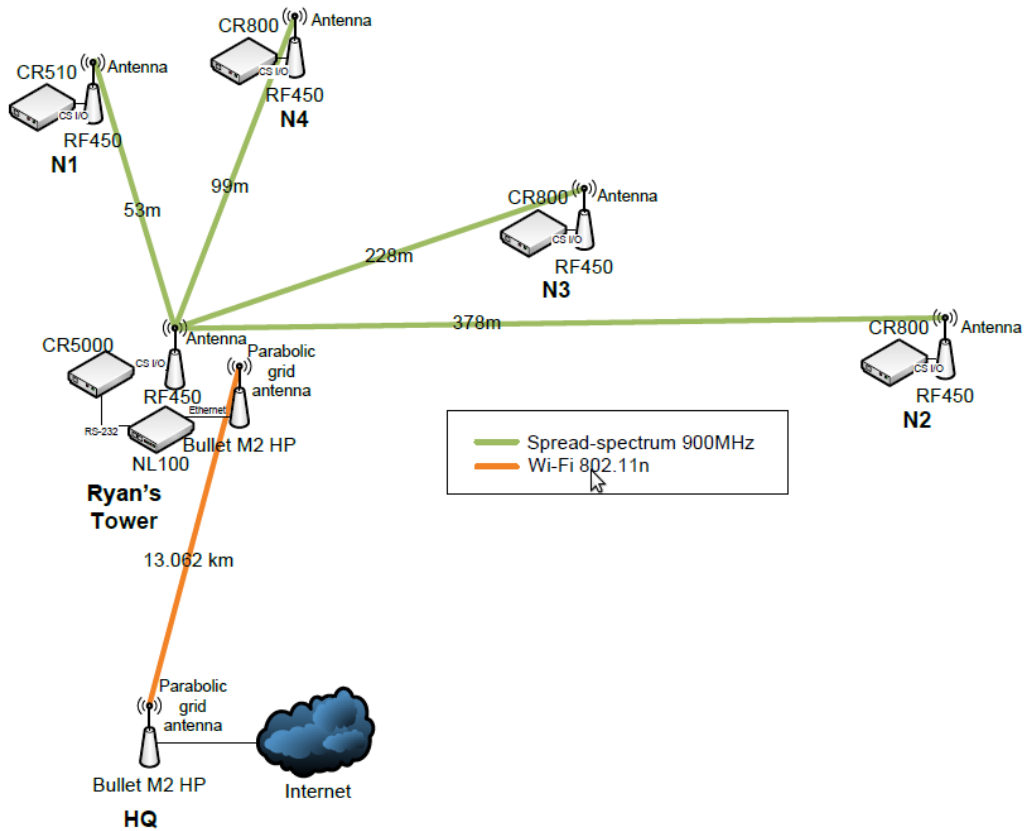 CR800
Antenna
CS I/O
RF450
N4
CR510
Antenna
CS I/O
RF450
N1
99m
53m
CR800
Antenna
CS I/O
RF450
N3
228m
378m
CR800
Antenna
CS I/O
RF450
N2
Antenna
CR5000
CS I/O
RF450
Parabolic
grid
antenna
Ethernet
RS-232
NL100
Bullet M2 HP
Ryan's
Tower
Spread-spectrum 900MHz
Wi-Fi 802.11n
13.062 km
Parabolic
grid
antenna
Bullet M2 HP
Internet
HQ